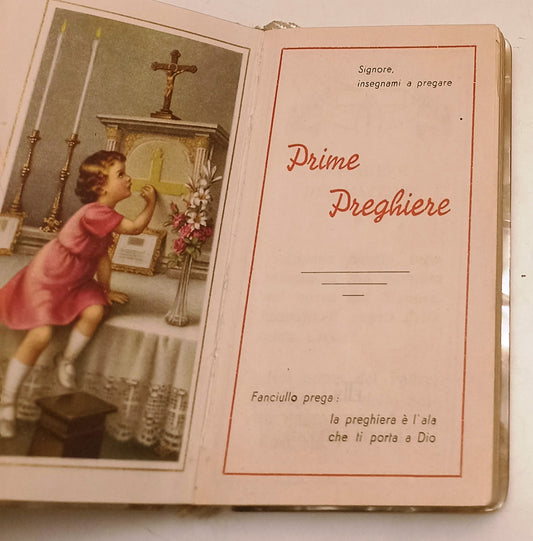 Signore,
insegnami a pregare
Prime
Preghiere
Fanciullo prega :
la preghiera è l'ala
che ti porta a Dio